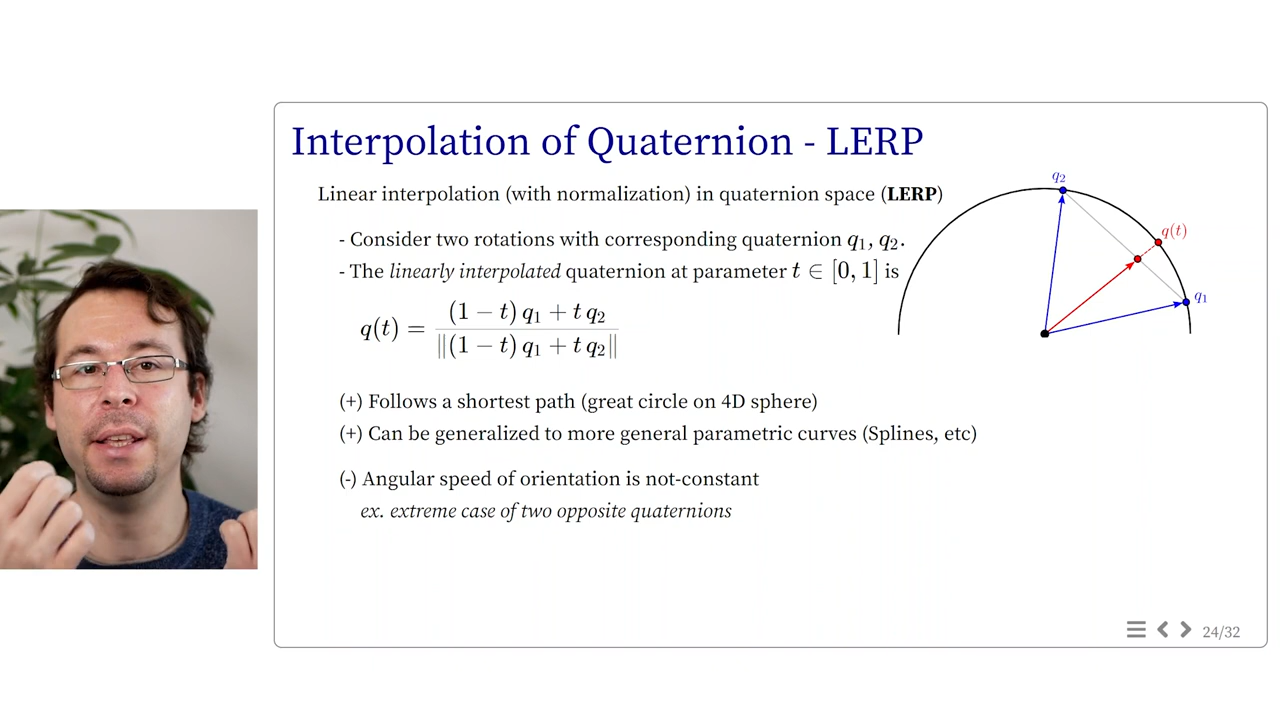 Interpolation of Quaternion - LERP
Linear interpolation (with normalization) in quaternion space (LERP)
- Consider two rotations with corresponding quaternion q₁, q₂.
- The linearly interpolated quaternion at parameter t ∈ [0, 1] is
q(t) = ((1 − t) q₁ + t q₂) / ‖(1 − t) q₁ + t q₂‖
(+) Follows a shortest path (great circle on 4D sphere)
(+) Can be generalized to more general parametric curves (Splines, etc)
(-) Angular speed of orientation is not-constant
ex. extreme case of two opposite quaternions
q₂
q(t)
q₁
24/32